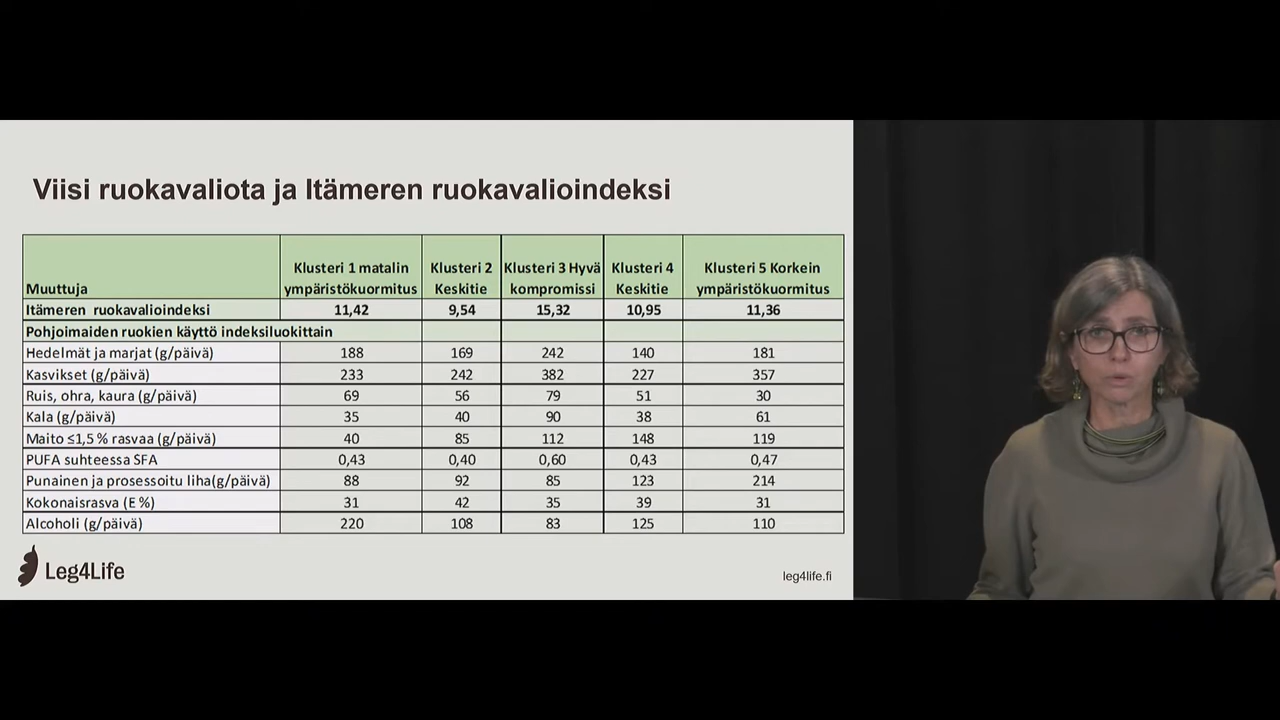 Viisi ruokavaliota ja Itämeren ruokavalioindeksi
Muuttuja Klusteri 1 matalin ympäristökuormitus Klusteri 2 Keskitie Klusteri 3 Hyvä kompromissi Klusteri 4 Keskitie Klusteri 5 Korkein ympäristökuormitus
Itämeren ruokavalioindeksi 11,42 9,54 15,32 10,95 11,36
Pohjoimaiden ruokien käyttö indeksiluokittain
Hedelmät ja marjat (g/päivä) 188 169 242 140 181
Kasvikset (g/päivä) 233 242 382 227 357
Ruis, ohra, kaura (g/päivä) 69 56 79 51 30
Kala (g/päivä) 35 40 90 38 61
Maito ≤1,5 % rasvaa (g/päivä) 40 85 112 148 119
PUFA suhteessa SFA 0,43 0,40 0,60 0,43 0,47
Punainen ja prosessoitu liha(g/päivä) 88 92 85 123 214
Kokonaisrasva (E %) 31 42 35 39 31
Alcoholi (g/päivä) 220 108 83 125 110
Leg4Life
leg4life.fi